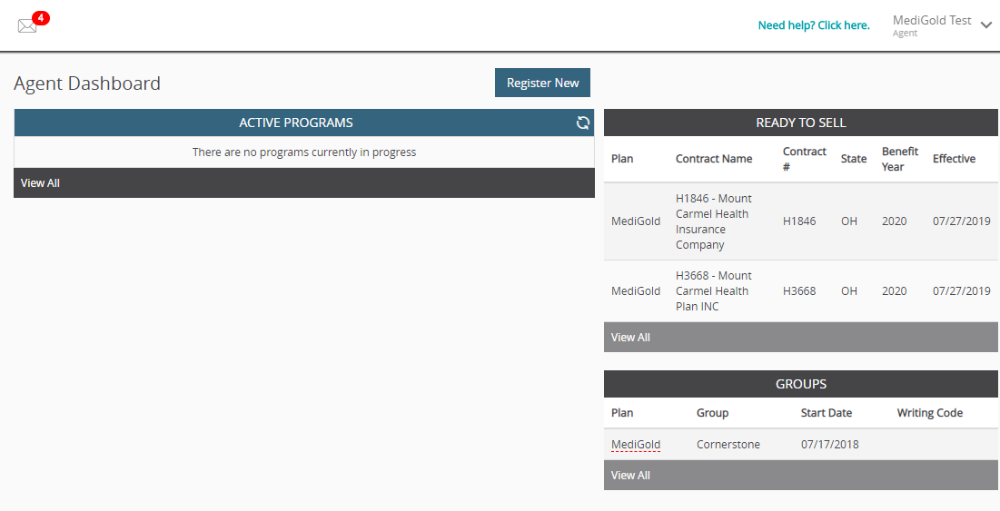 4
Need help? Click here.
MediGold Test
Agent
Agent Dashboard
Register New
ACTIVE PROGRAMS
There are no programs currently in progress
View All
READY TO SELL
Plan Contract Name Contract # State Benefit Year Effective
MediGold H1846 - Mount Carmel Health Insurance Company H1846 OH 2020 07/27/2019
MediGold H3668 - Mount Carmel Health Plan INC H3668 OH 2020 07/27/2019
View All
GROUPS
Plan Group Start Date Writing Code
MediGold Cornerstone 07/17/2018
View All